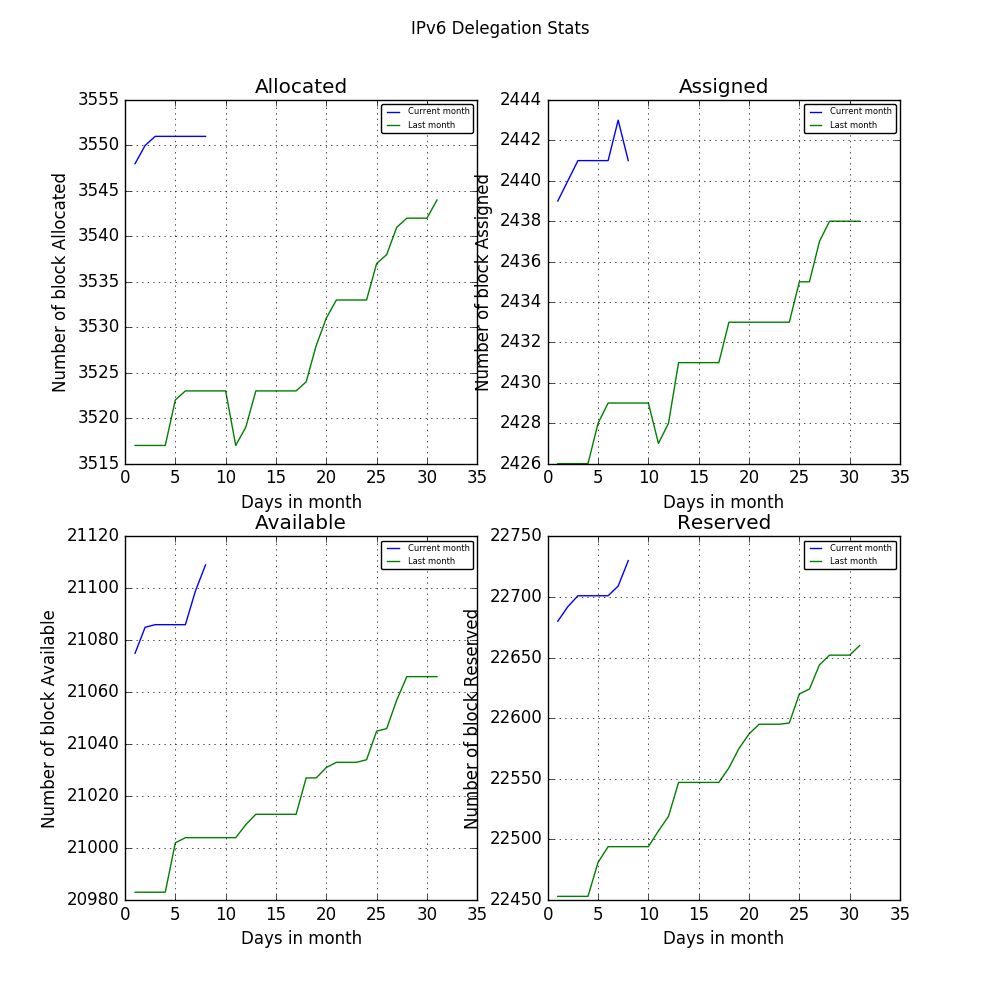 IPv6 Delegation Stats
Allocated
Number of block Allocated
3555
3550
3545
3540
3535
3530
3525
3520
3515
Current month
Last month
0 5 10 15 20 25 30 35
Days in month
Assigned
Number of block Assigned
2444
2442
2440
2438
2436
2434
2432
2430
2428
2426
Current month
Last month
0 5 10 15 20 25 30 35
Days in month
Available
Number of block Available
21120
21100
21080
21060
21040
21020
21000
20980
Current month
Last month
0 5 10 15 20 25 30 35
Days in month
Reserved
Number of block Reserved
22750
22700
22650
22600
22550
22500
22450
Current month
Last month
0 5 10 15 20 25 30 35
Days in month